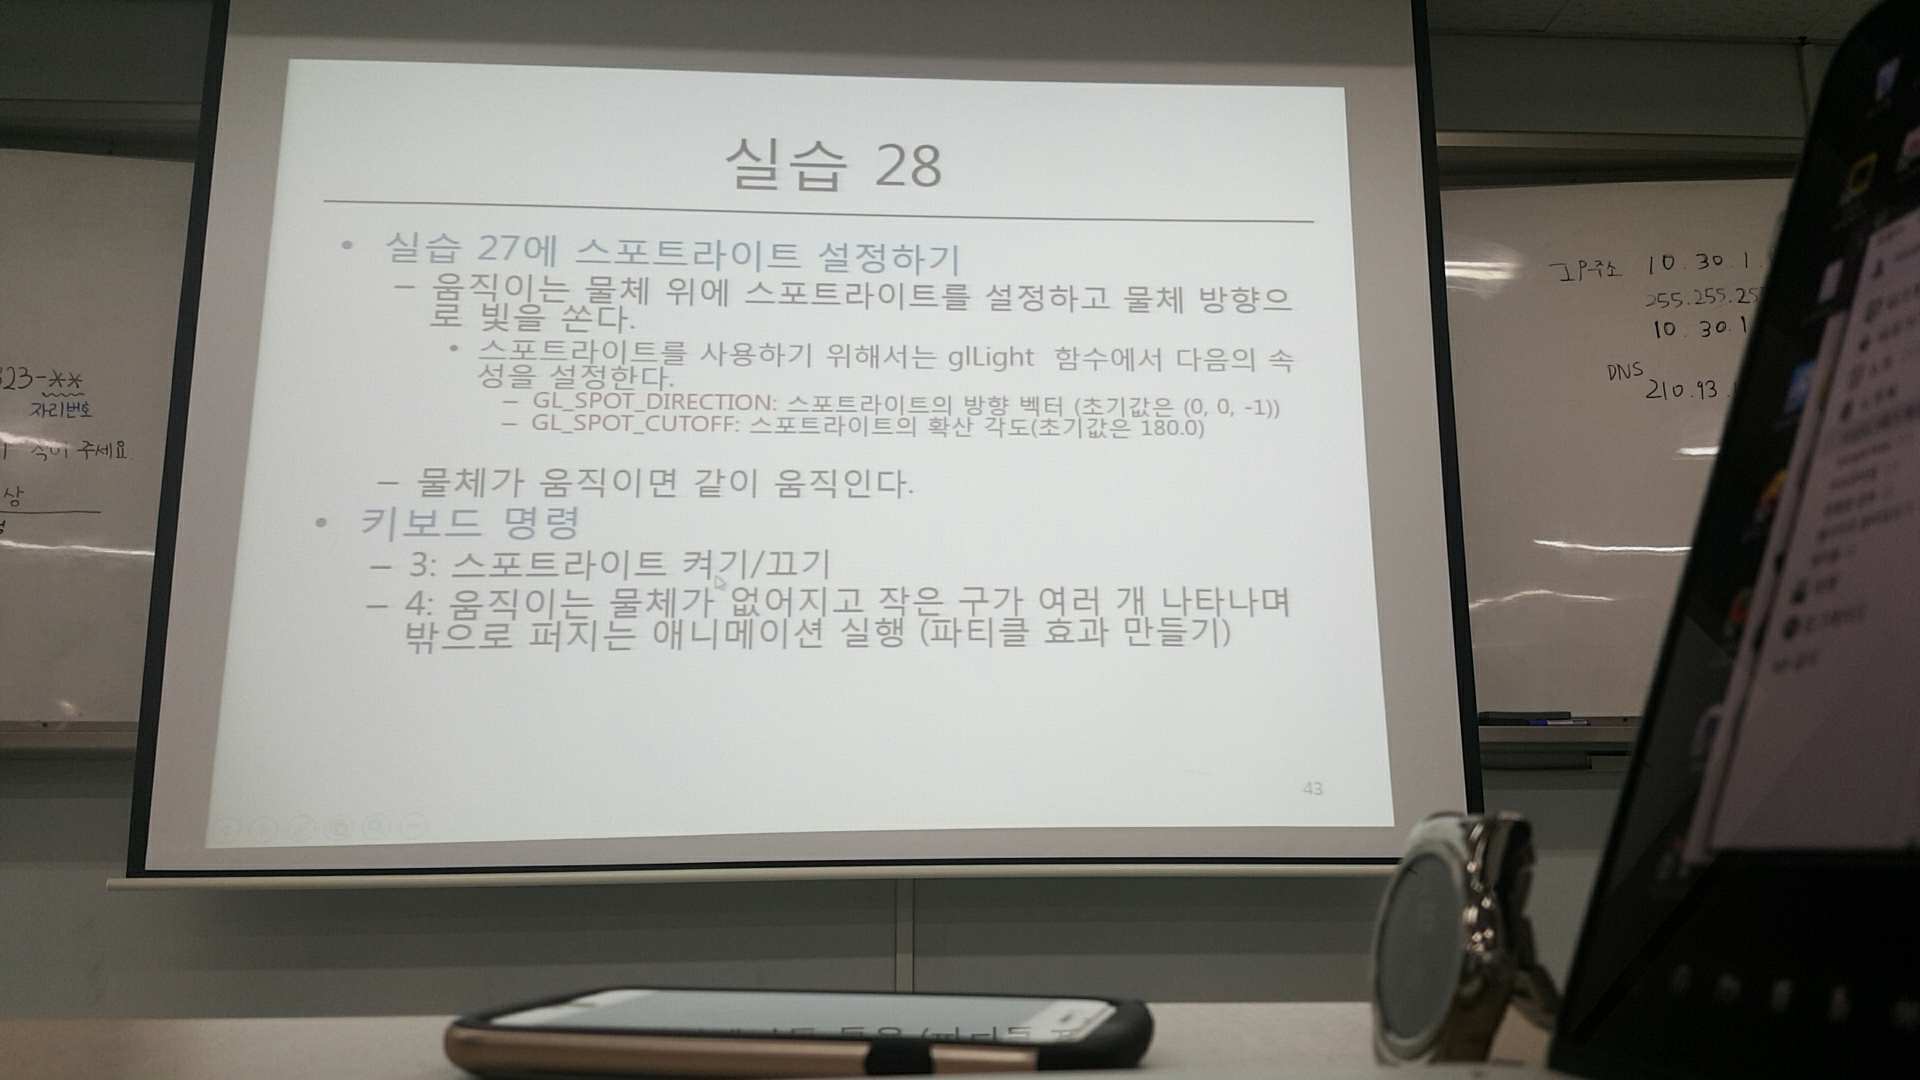 실습 28
• 실습 27에 스포트라이트 설정하기
– 움직이는 물체 위에 스포트라이트를 설정하고 물체 방향으
로 빛을 쏜다.
• 스포트라이트를 사용하기 위해서는 glLight 함수에서 다음의 속
성을 설정한다.
– GL_SPOT_DIRECTION: 스포트라이트의 방향 벡터 (초기값은 (0, 0, -1))
– GL_SPOT_CUTOFF: 스포트라이트의 확산 각도(초기값은 180.0)
– 물체가 움직이면 같이 움직인다.
• 키보드 명령
– 3: 스포트라이트 켜기/끄기
– 4: 움직이는 물체가 없어지고 작은 구가 여러 개 나타나며
밖으로 퍼지는 애니메이션 실행 (파티클 효과 만들기)
43
23-**
자리번호
주세요.
상
IP주소 10.30.1.
255.255.25
10.30.1
DNS
210.93.